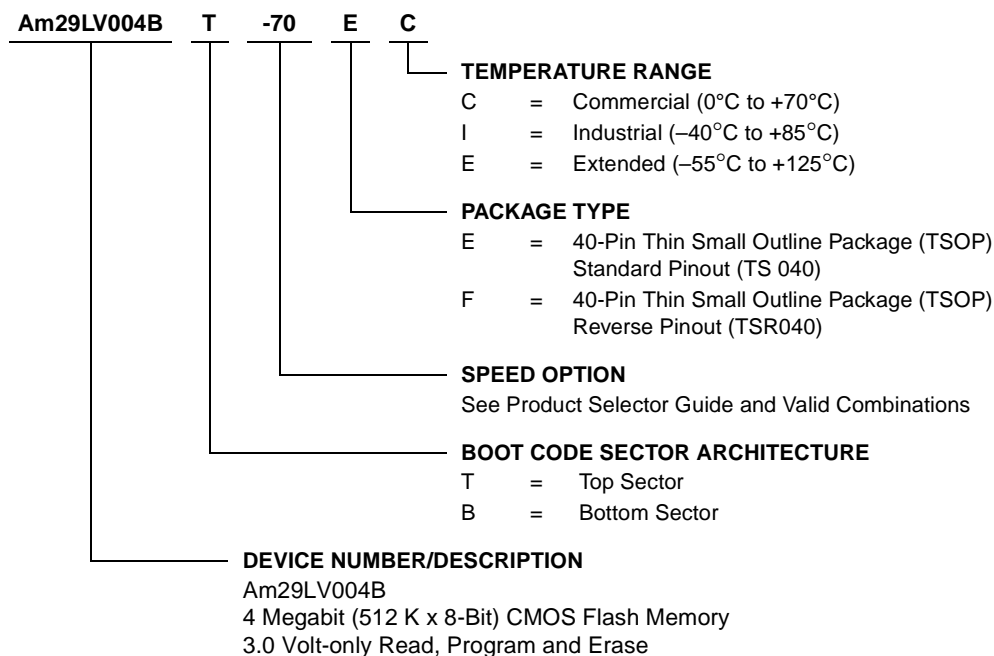 Am29LV004B T -70 E C
TEMPERATURE RANGE
C = Commercial (0°C to +70°C)
I = Industrial (–40°C to +85°C)
E = Extended (–55°C to +125°C)
PACKAGE TYPE
E = 40-Pin Thin Small Outline Package (TSOP)
Standard Pinout (TS 040)
F = 40-Pin Thin Small Outline Package (TSOP)
Reverse Pinout (TSR040)
SPEED OPTION
See Product Selector Guide and Valid Combinations
BOOT CODE SECTOR ARCHITECTURE
T = Top Sector
B = Bottom Sector
DEVICE NUMBER/DESCRIPTION
Am29LV004B
4 Megabit (512 K x 8-Bit) CMOS Flash Memory
3.0 Volt-only Read, Program and Erase